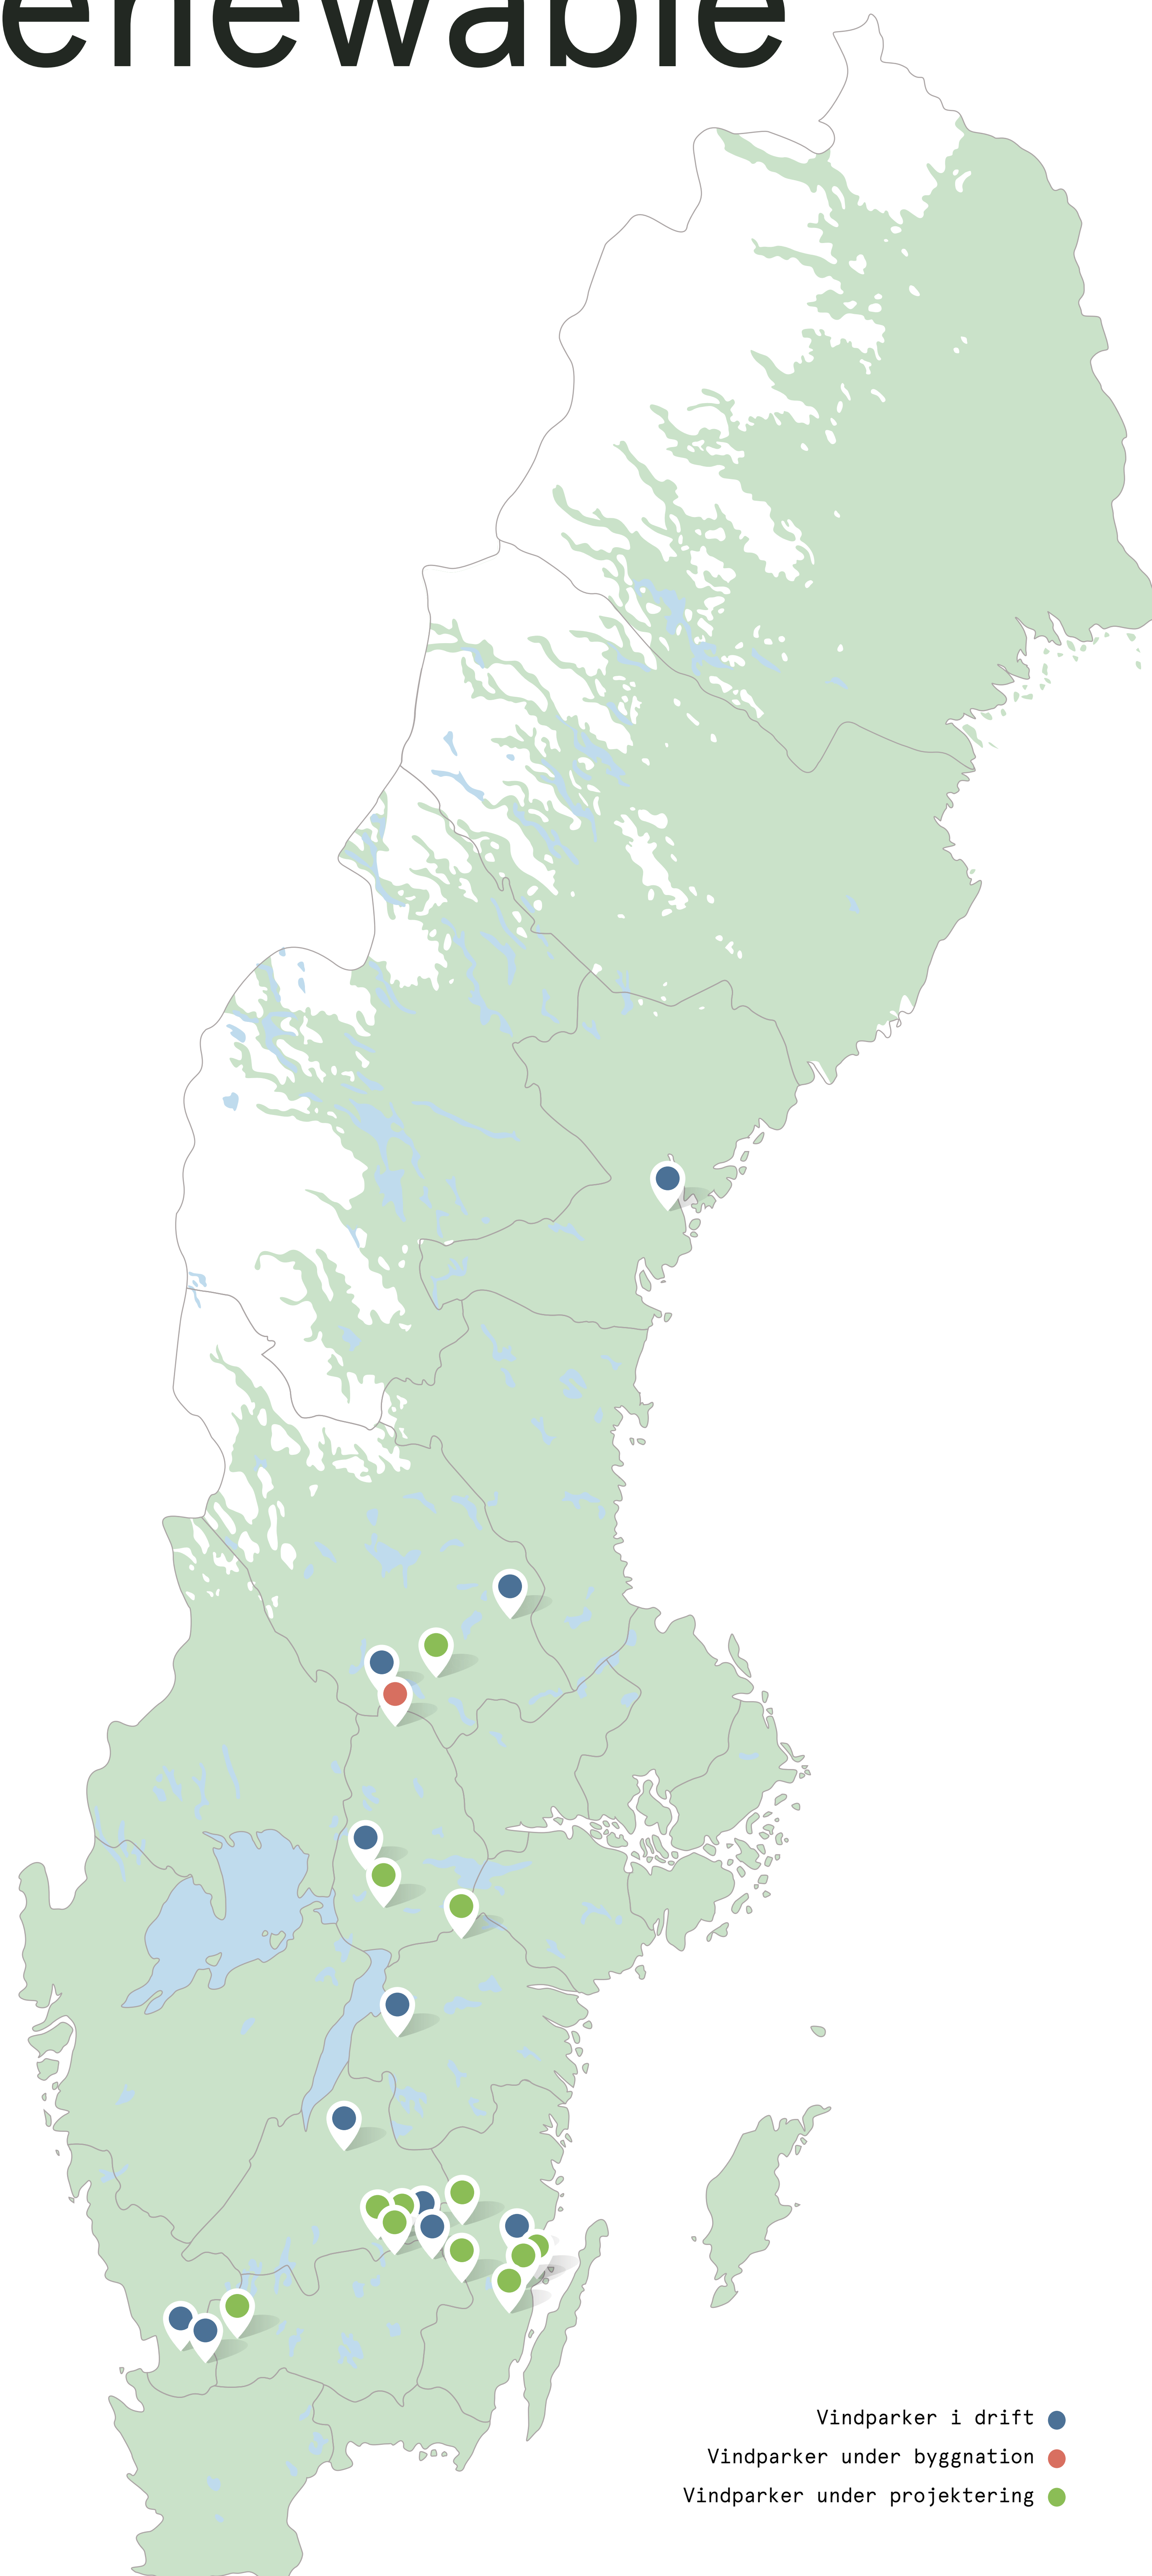 enewable
Vindparker i drift
Vindparker under byggnation
Vindparker under projektering